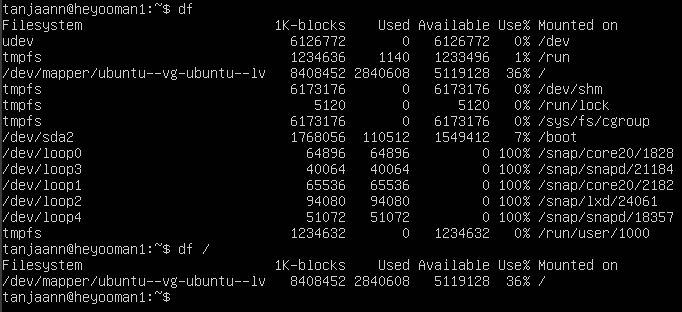 tanjaann@heyooman1:~$ df
Filesystem                        1K-blocks    Used Available Use% Mounted on
udev                                6126772       0   6126772   0% /dev
tmpfs                               1234636    1140   1233496   1% /run
/dev/mapper/ubuntu--vg-ubuntu--lv   8408452 2840608   5119128  36% /
tmpfs                               6173176       0   6173176   0% /dev/shm
tmpfs                                  5120       0      5120   0% /run/lock
tmpfs                               6173176       0   6173176   0% /sys/fs/cgroup
/dev/sda2                           1768056  110512   1549412   7% /boot
/dev/loop0                            64896   64896         0 100% /snap/core20/1828
/dev/loop3                            40064   40064         0 100% /snap/snapd/21184
/dev/loop1                            65536   65536         0 100% /snap/core20/2182
/dev/loop2                            94080   94080         0 100% /snap/lxd/24061
/dev/loop4                            51072   51072         0 100% /snap/snapd/18357
tmpfs                               1234632       0   1234632   0% /run/user/1000
tanjaann@heyooman1:~$ df /
Filesystem                        1K-blocks    Used Available Use% Mounted on
/dev/mapper/ubuntu--vg-ubuntu--lv   8408452 2840608   5119128  36% /
tanjaann@heyooman1:~$